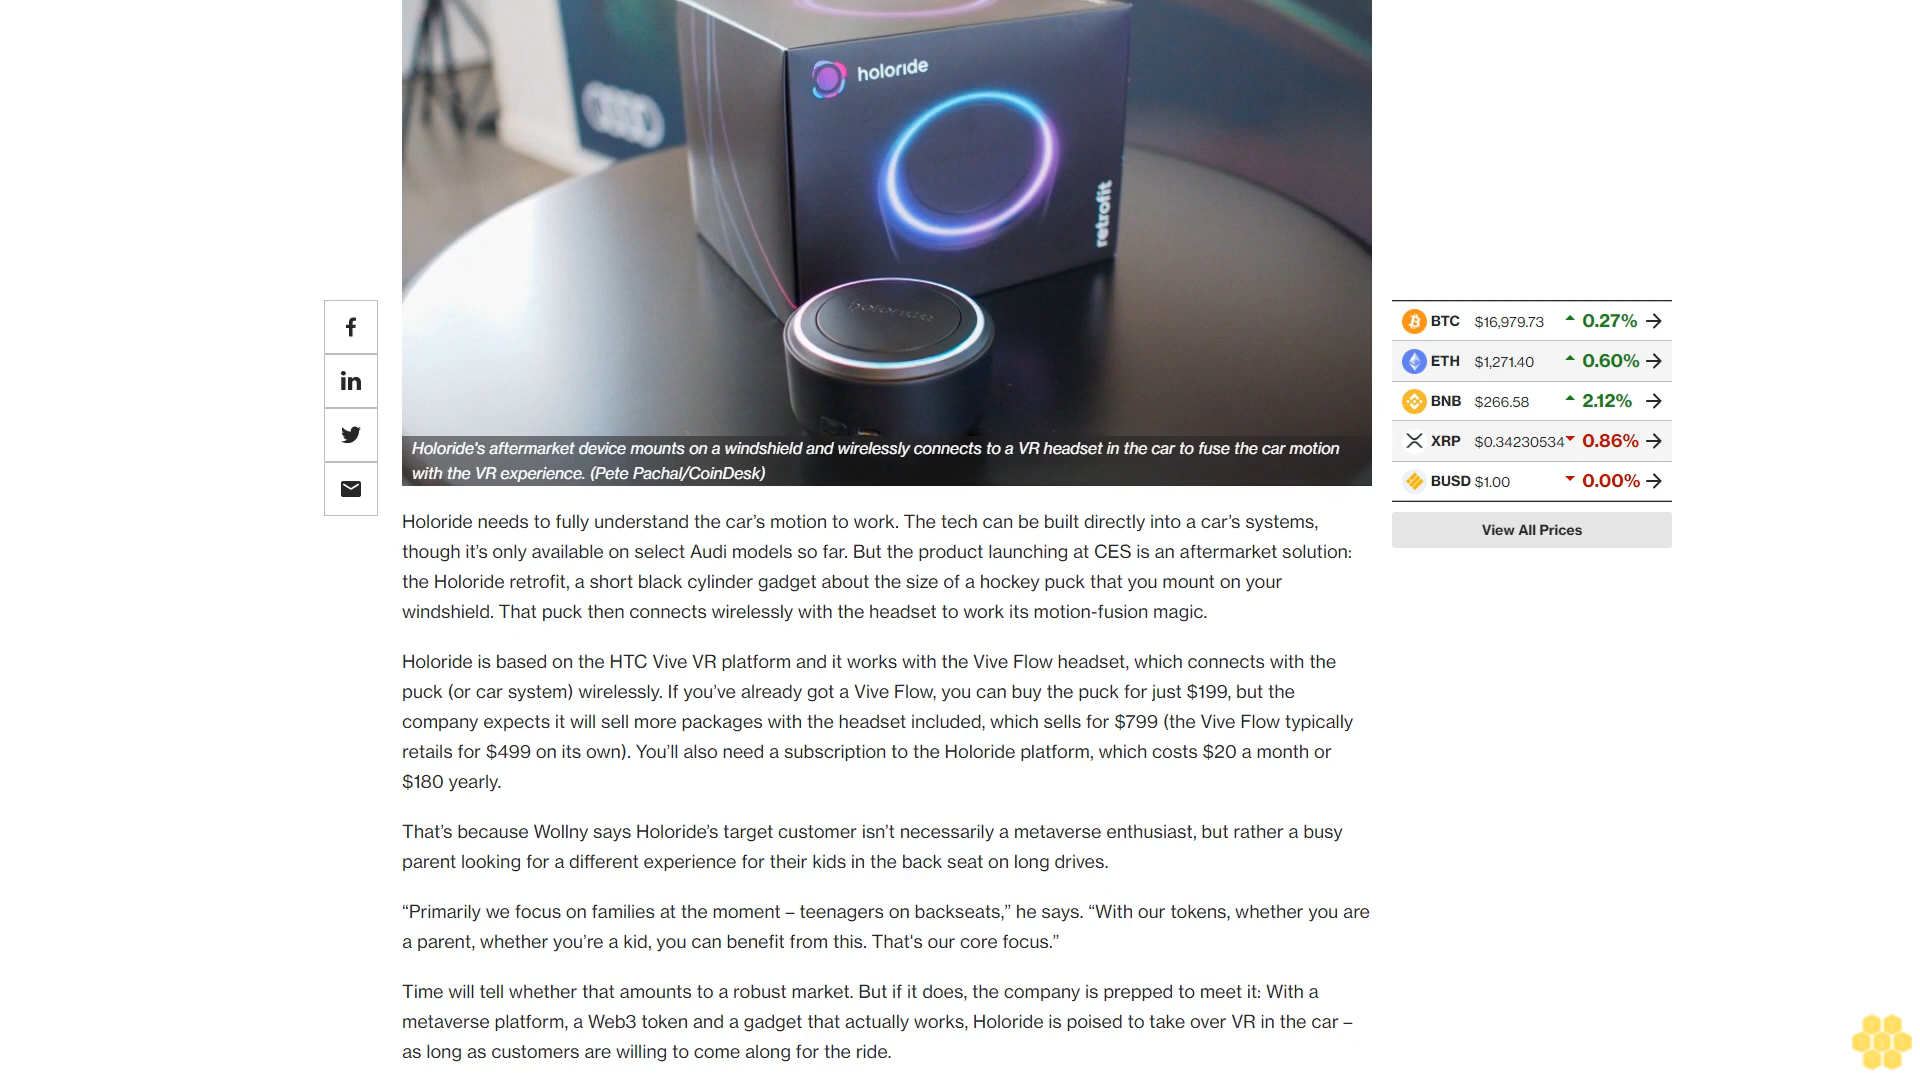 holoride
retrofit
holoride
Holoride's aftermarket device mounts on a windshield and wirelessly connects to a VR headset in the car to fuse the car motion
with the VR experience. (Pete Pachal/CoinDesk)
Holoride needs to fully understand the car’s motion to work. The tech can be built directly into a car’s systems,
though it’s only available on select Audi models so far. But the product launching at CES is an aftermarket solution:
the Holoride retrofit, a short black cylinder gadget about the size of a hockey puck that you mount on your
windshield. That puck then connects wirelessly with the headset to work its motion-fusion magic.
Holoride is based on the HTC Vive VR platform and it works with the Vive Flow headset, which connects with the
puck (or car system) wirelessly. If you’ve already got a Vive Flow, you can buy the puck for just $199, but the
company expects it will sell more packages with the headset included, which sells for $799 (the Vive Flow typically
retails for $499 on its own). You’ll also need a subscription to the Holoride platform, which costs $20 a month or
$180 yearly.
That’s because Wollny says Holoride’s target customer isn’t necessarily a metaverse enthusiast, but rather a busy
parent looking for a different experience for their kids in the back seat on long drives.
“Primarily we focus on families at the moment – teenagers on backseats,” he says. “With our tokens, whether you are
a parent, whether you’re a kid, you can benefit from this. That's our core focus.”
Time will tell whether that amounts to a robust market. But if it does, the company is prepped to meet it: With a
metaverse platform, a Web3 token and a gadget that actually works, Holoride is poised to take over VR in the car –
as long as customers are willing to come along for the ride.
BTC $16,979.73 0.27%
ETH $1,271.40 0.60%
BNB $266.58 2.12%
XRP $0.34230534 0.86%
BUSD $1.00 0.00%
View All Prices